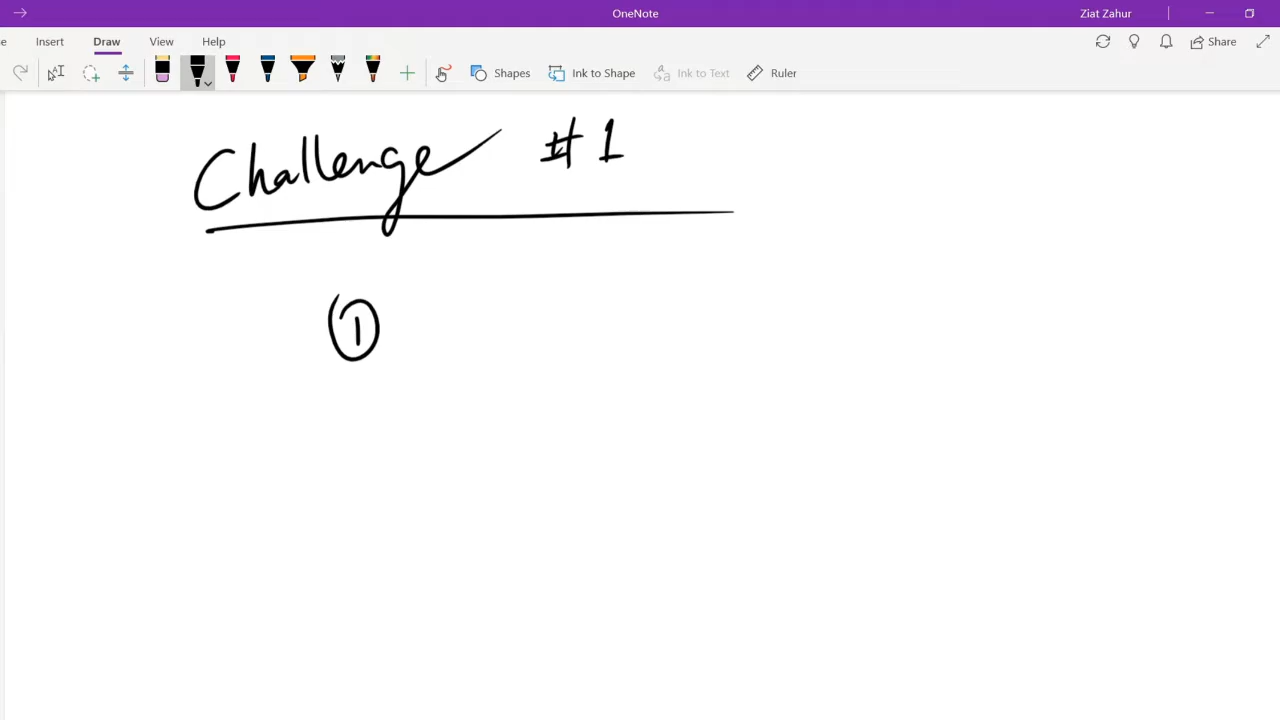 OneNote
Ziat Zahur
e Insert Draw View Help Share
Shapes Ink to Shape Ink to Text Ruler
Challenge #1
①